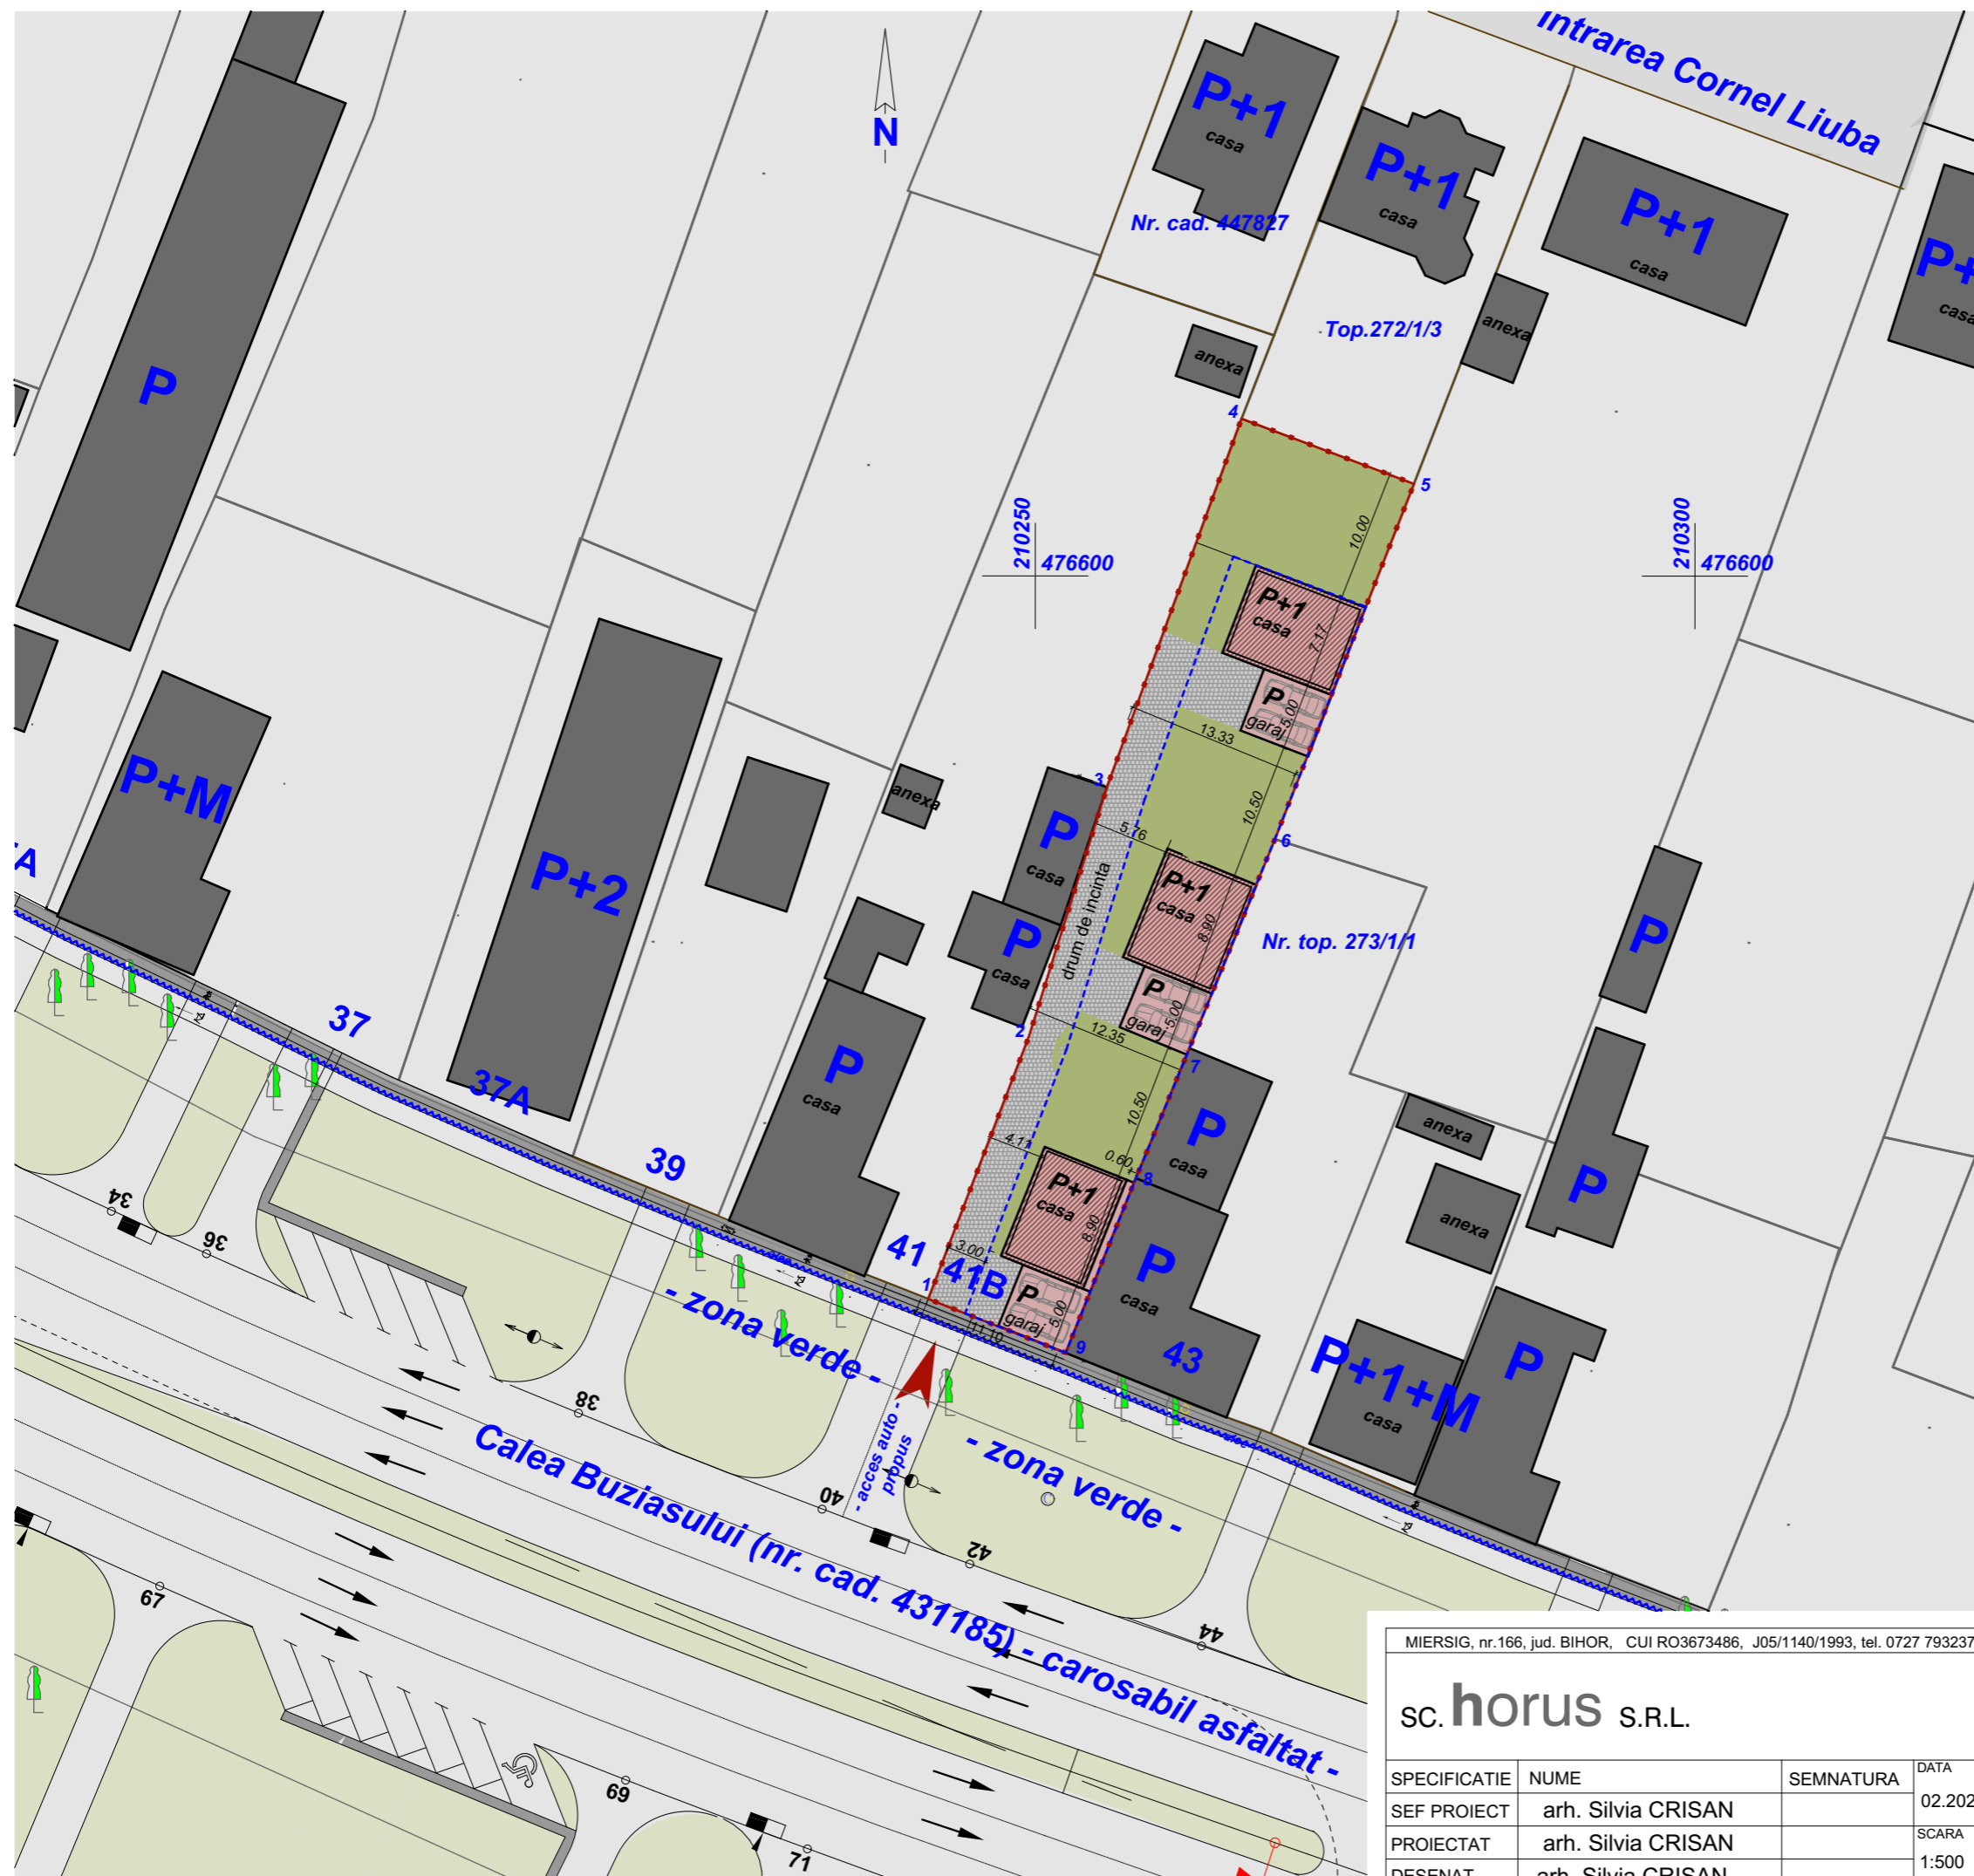 Intrarea Cornel Liuba
P+1
casa
P+1
casa
P+1
casa
P+
casa
N
Nr. cad. 447827
Top.272/1/3
anexa
anexa
P
4
5
210250
476600
210300
476600
10.00
P+1
casa
7.17
P
garaj
5.00
13.33
10.50
P+M
anexa
3
P
casa
5.76
6
P+2
P+1
casa
8.90
Nr. top. 273/1/1
P
P
casa
drum de incinta
P
garaj
5.00
2
12.35
7
37
37A
P
casa
10.50
P
casa
anexa
P
4.11
0.60
8
39
P+1
casa
8.90
anexa
34
36
41
3.00
41B
P
garaj
5.00
P
casa
1
11.10
9
43
- zona verde -
P+1+M
casa
P
38
- acces auto -
propus
- zona verde -
40
42
Calea Buziasului (nr. cad. 431185) - carosabil asfaltat -
44
67
69
71
MIERSIG, nr.166, jud. BIHOR, CUI RO3673486, J05/1140/1993, tel. 0727 793237
SC. horus S.R.L.
SPECIFICATIE NUME SEMNATURA DATA
SEF PROIECT arh. Silvia CRISAN 02.202
PROIECTAT arh. Silvia CRISAN SCARA
1:500
DESENAT arh. Silvia CRISAN